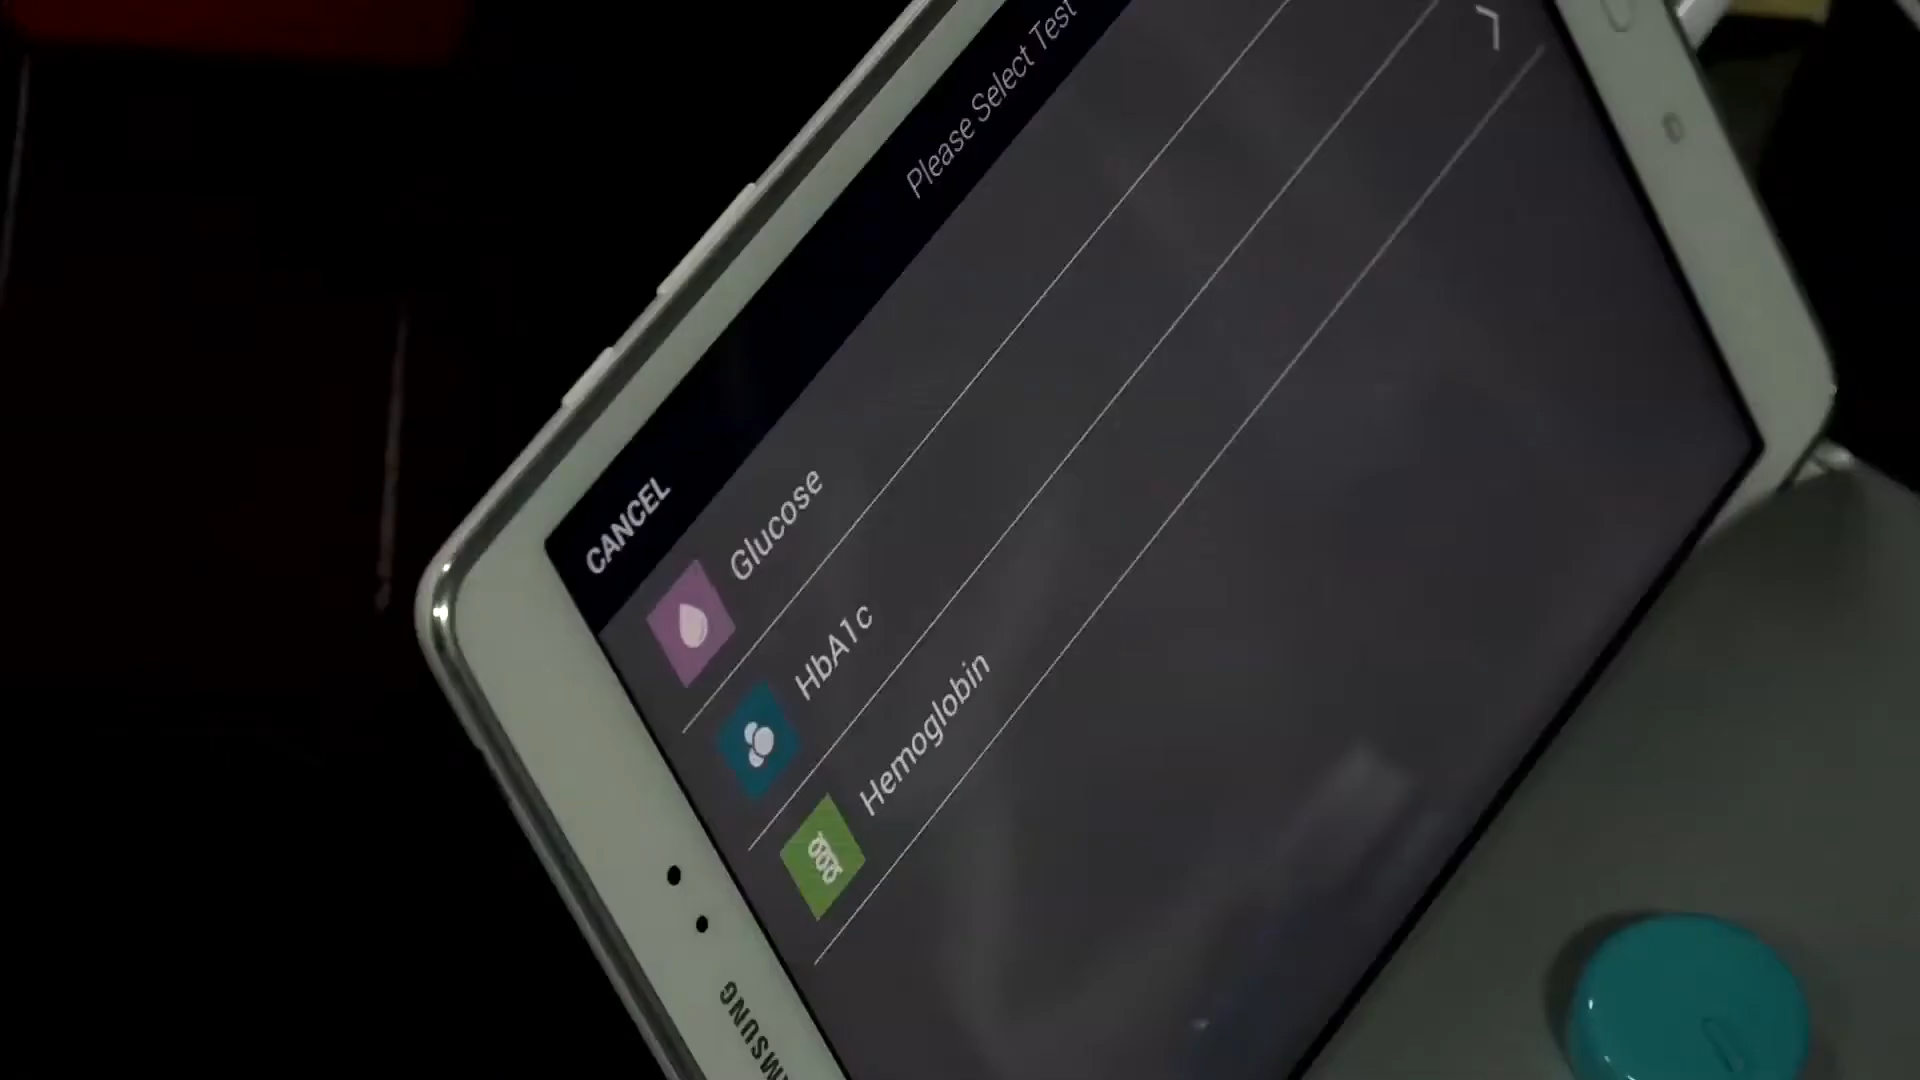 CANCEL
Please Select Test
Glucose
HbA1c
Hemoglobin
SAMSUNG